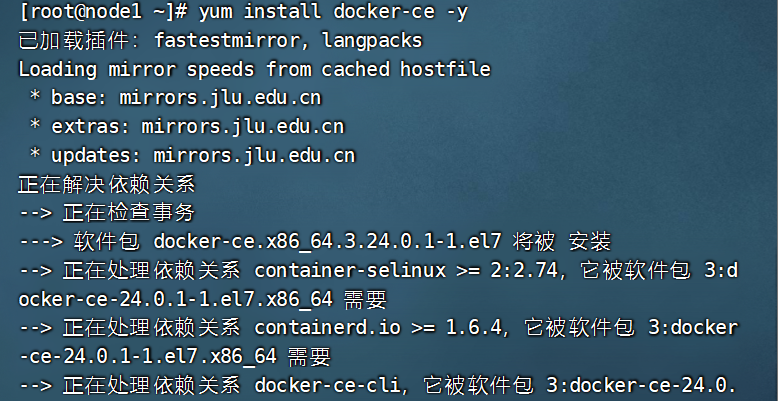 [root@node1 ~]# yum install docker-ce -y
已加载插件：fastestmirror, langpacks
Loading mirror speeds from cached hostfile
 * base: mirrors.jlu.edu.cn
 * extras: mirrors.jlu.edu.cn
 * updates: mirrors.jlu.edu.cn
正在解决依赖关系
--> 正在检查事务
---> 软件包 docker-ce.x86_64.3.24.0.1-1.el7 将被 安装
--> 正在处理依赖关系 container-selinux >= 2:2.74，它被软件包 3:d
ocker-ce-24.0.1-1.el7.x86_64 需要
--> 正在处理依赖关系 containerd.io >= 1.6.4，它被软件包 3:docker
-ce-24.0.1-1.el7.x86_64 需要
--> 正在处理依赖关系 docker-ce-cli，它被软件包 3:docker-ce-24.0.